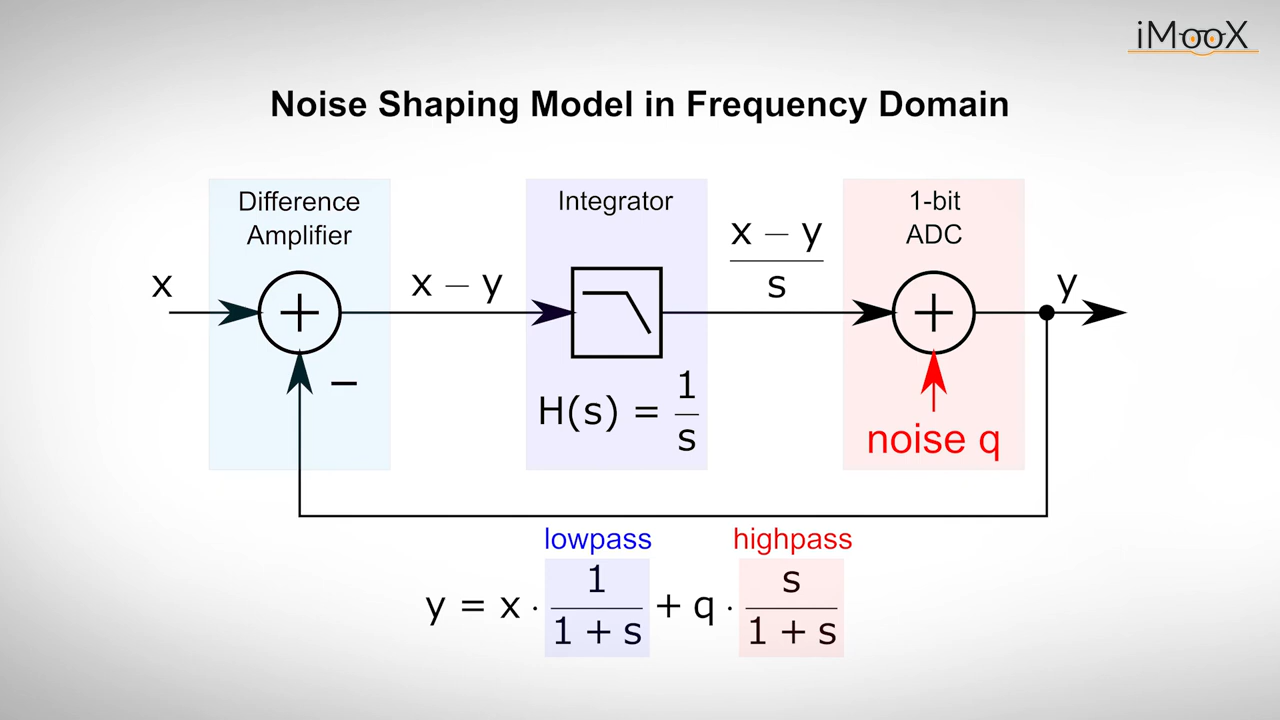 iMooX
Noise Shaping Model in Frequency Domain
Difference
Amplifier
Integrator
1-bit
ADC
x
x − y
x − y
s
y
+
+
−
H(s) = 1/s
noise q
lowpass
highpass
y = x · 1/(1 + s) + q · s/(1 + s)